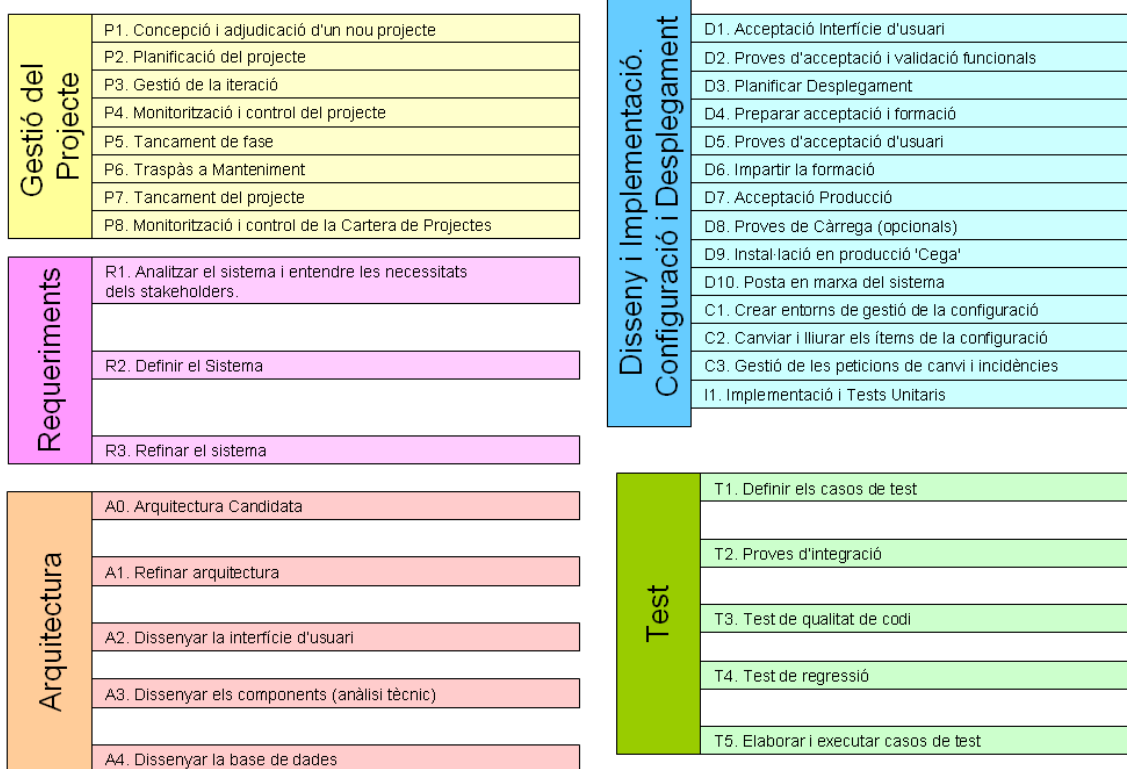 Gestió del
Projecte
P1. Concepció i adjudicació d'un nou projecte
P2. Planificació del projecte
P3. Gestió de la iteració
P4. Monitorització i control del projecte
P5. Tancament de fase
P6. Traspàs a Manteniment
P7. Tancament del projecte
P8. Monitorització i control de la Cartera de Projectes
Requeriments
R1. Analitzar el sistema i entendre les necessitats
dels stakeholders.
R2. Definir el Sistema
R3. Refinar el sistema
Arquitectura
A0. Arquitectura Candidata
A1. Refinar arquitectura
A2. Dissenyar la interfície d'usuari
A3. Dissenyar els components (anàlisi tècnic)
A4. Dissenyar la base de dades
Disseny i Implementació.
Configuració i Desplegament
D1. Acceptació Interfície d'usuari
D2. Proves d'acceptació i validació funcionals
D3. Planificar Desplegament
D4. Preparar acceptació i formació
D5. Proves d'acceptació d'usuari
D6. Impartir la formació
D7. Acceptació Producció
D8. Proves de Càrrega (opcionals)
D9. Instal·lació en producció 'Cega'
D10. Posta en marxa del sistema
C1. Crear entorns de gestió de la configuració
C2. Canviar i lliurar els ítems de la configuració
C3. Gestió de les peticions de canvi i incidències
I1. Implementació i Tests Unitaris
Test
T1. Definir els casos de test
T2. Proves d'integració
T3. Test de qualitat de codi
T4. Test de regressió
T5. Elaborar i executar casos de test